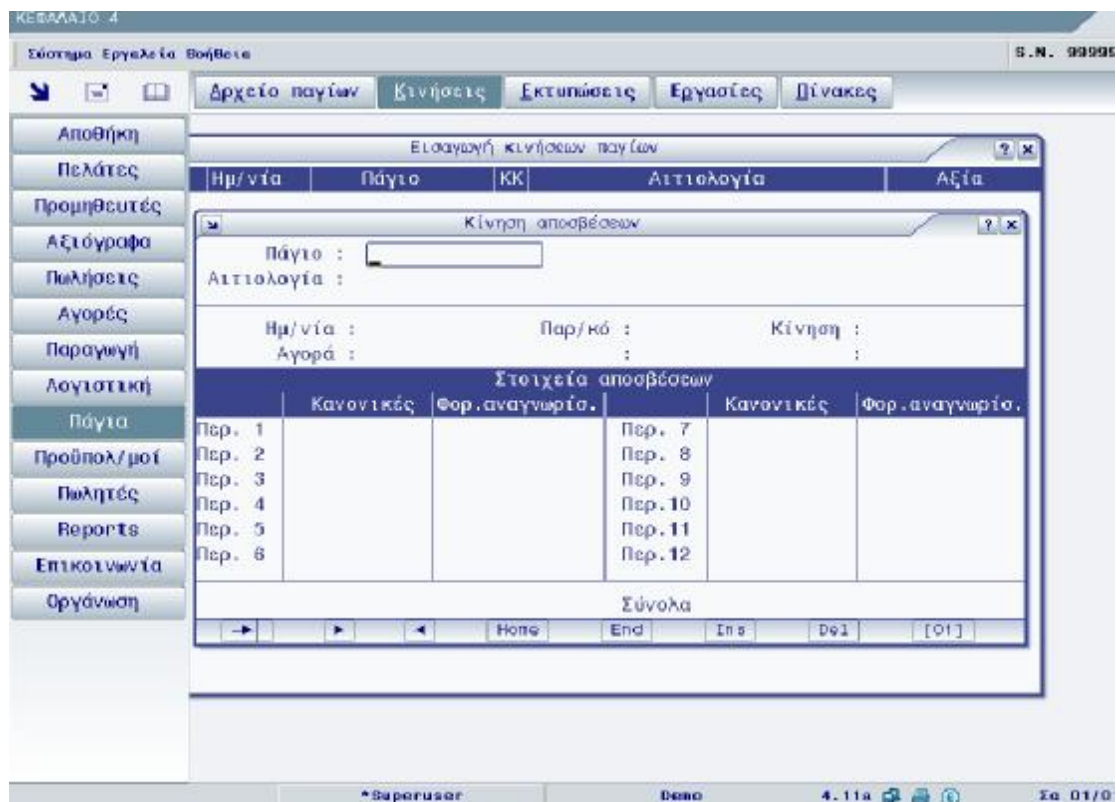 ΚΕΦΑΛΑΙΟ 4
Σύστημα Εργαλεία Βοήθεια
S.N. 99999
Αρχείο παγίων Κινήσεις Εκτυπώσεις Εργασίες Πίνακες
Αποθήκη
Πελάτες
Προμηθευτές
Αξιόγραφα
Πωλήσεις
Αγορές
Παραγωγή
Λογιστική
Πάγια
Προϋπολ/μοί
Πωλητές
Reports
Επικοινωνία
Οργάνωση
Εισαγωγή κινήσεων παγίων
Ημ/νία Πάγιο ΚΚ Αιτιολογία Αξία
Κίνηση αποσβέσεων
Πάγιο :
Αιτιολογία :
Ημ/νία : Παρ/κό : Κίνηση :
Αγορά : : :
Στοιχεία αποσβέσεων
Κανονικές Φορ.αναγνωρίσ. Κανονικές Φορ.αναγνωρίσ.
Περ. 1 Περ. 7
Περ. 2 Περ. 8
Περ. 3 Περ. 9
Περ. 4 Περ.10
Περ. 5 Περ.11
Περ. 6 Περ.12
Σύνολα
Home End Ins Del
*Superuser Demo 4.11a Σα 01/0